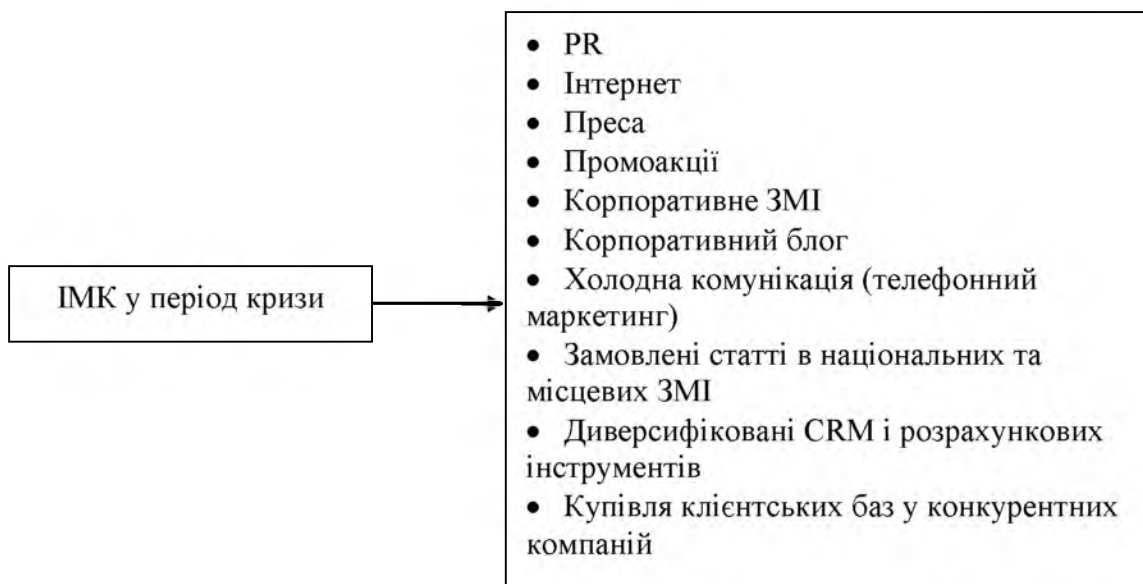 ІМК у період кризи
• PR
• Інтернет
• Преса
• Промоакції
• Корпоративне ЗМІ
• Корпоративний блог
• Холодна комунікація (телефонний
маркетинг)
• Замовлені статті в національних та
місцевих ЗМІ
• Диверсифіковані CRM і розрахункових
інструментів
• Купівля клієнтських баз у конкурентних
компаній